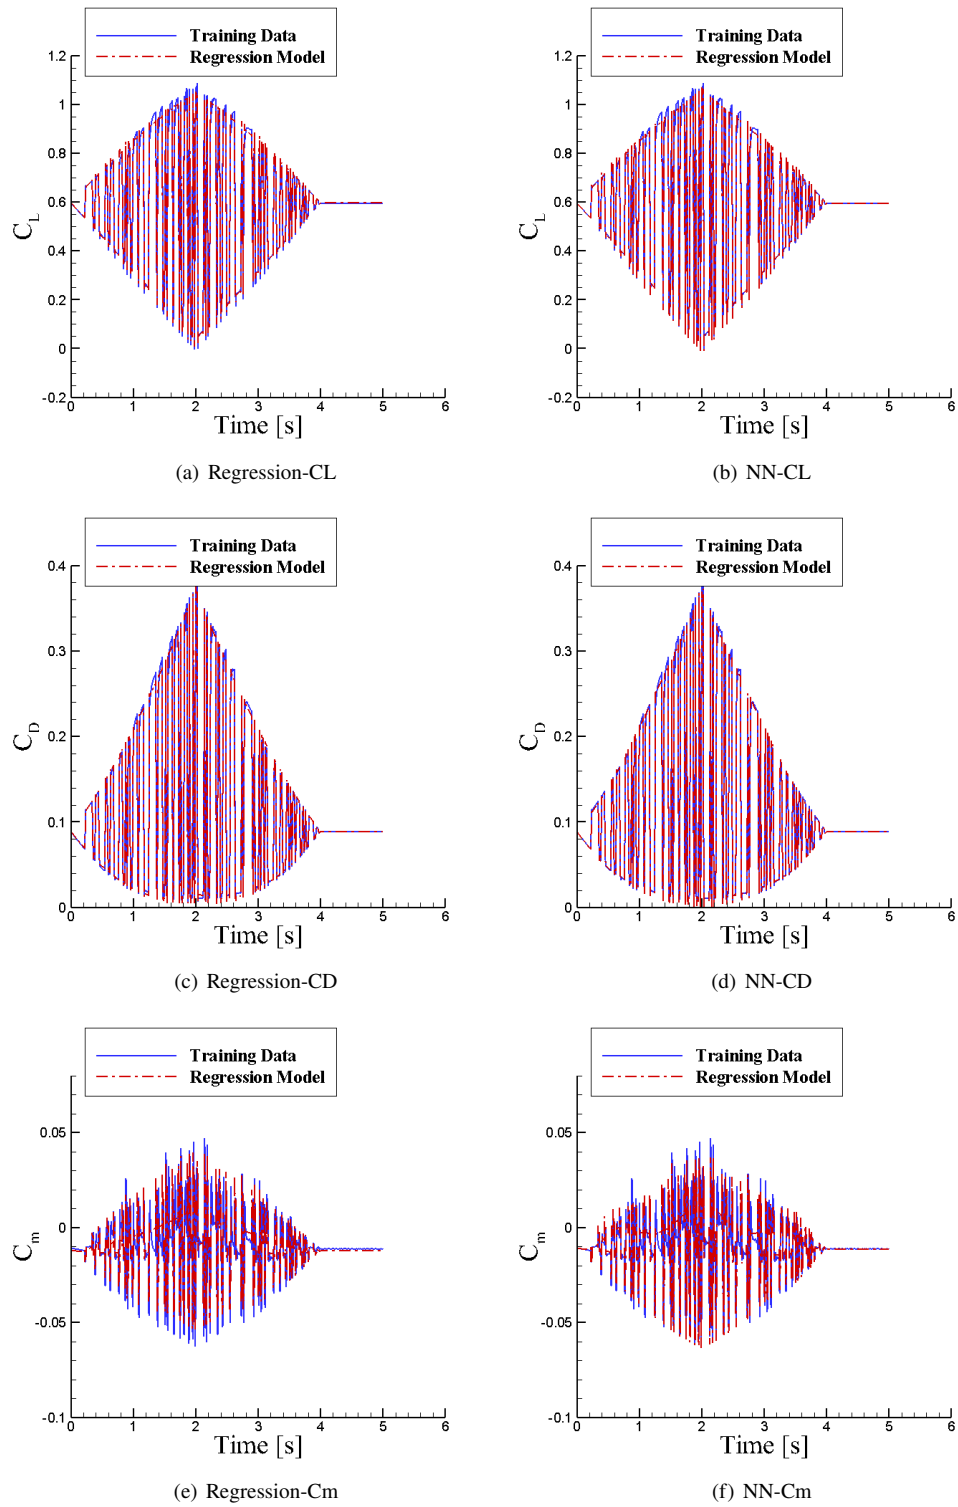 Training Data
Regression Model
1.2
1
0.8
0.6
0.4
0.2
0
-0.2
C_L
0 1 2 3 4 5 6
Time [s]
(a) Regression-CL
Training Data
Regression Model
1.2
1
0.8
0.6
0.4
0.2
0
-0.2
C_L
0 1 2 3 4 5 6
Time [s]
(b) NN-CL
Training Data
Regression Model
0.4
0.3
0.2
0.1
0
C_D
0 1 2 3 4 5 6
Time [s]
(c) Regression-CD
Training Data
Regression Model
0.4
0.3
0.2
0.1
0
C_D
0 1 2 3 4 5 6
Time [s]
(d) NN-CD
Training Data
Regression Model
0.05
0
-0.05
-0.1
C_m
0 1 2 3 4 5 6
Time [s]
(e) Regression-Cm
Training Data
Regression Model
0.05
0
-0.05
-0.1
C_m
0 1 2 3 4 5 6
Time [s]
(f) NN-Cm